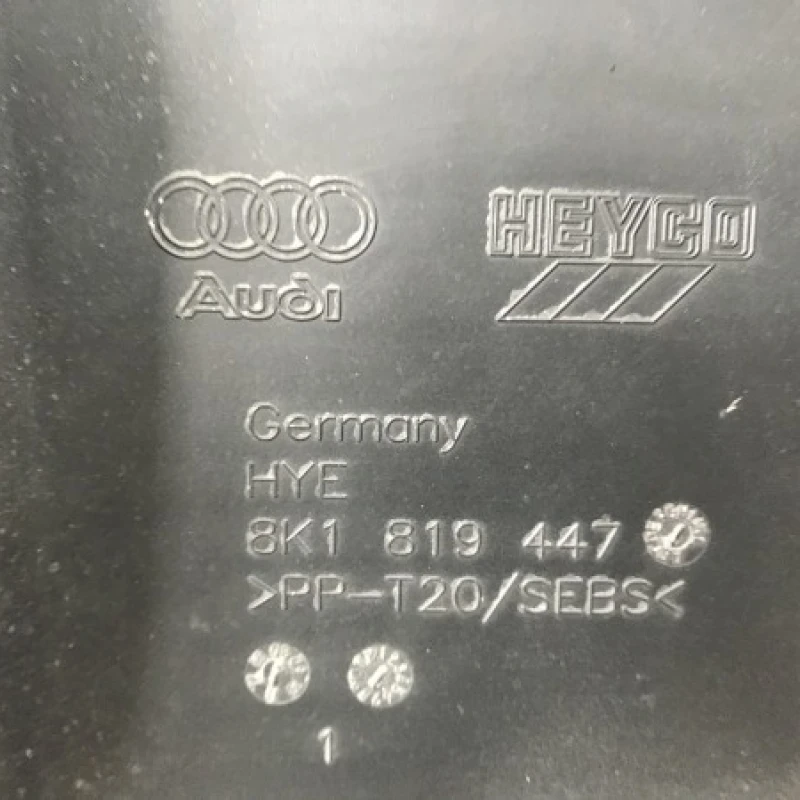 Audi
HEYCO
Germany
HYE
8K1 819 447
>PP-T20/SEBS<
1